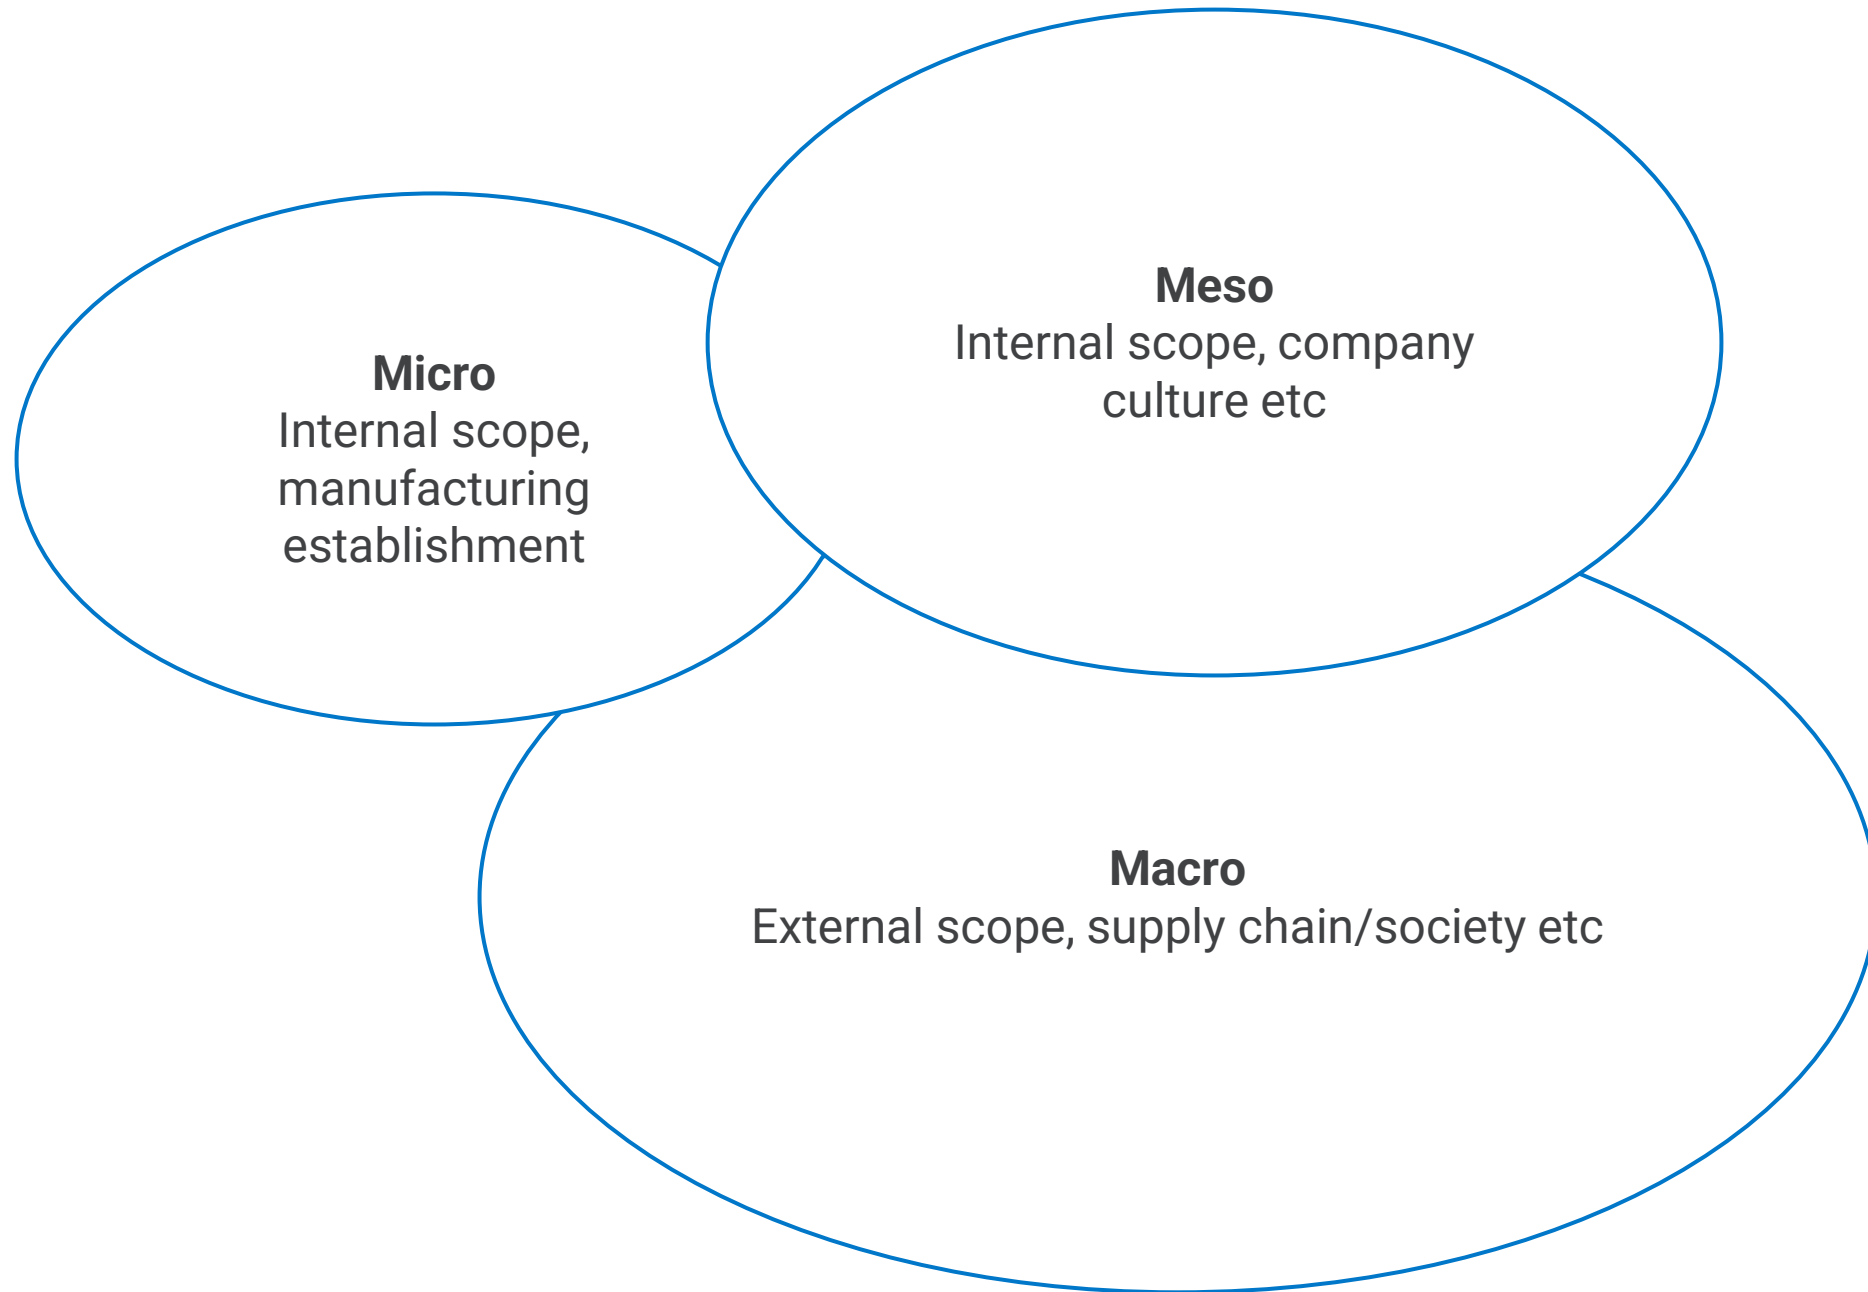 Micro
Internal scope,
manufacturing
establishment
Meso
Internal scope, company
culture etc
Macro
External scope, supply chain/society etc